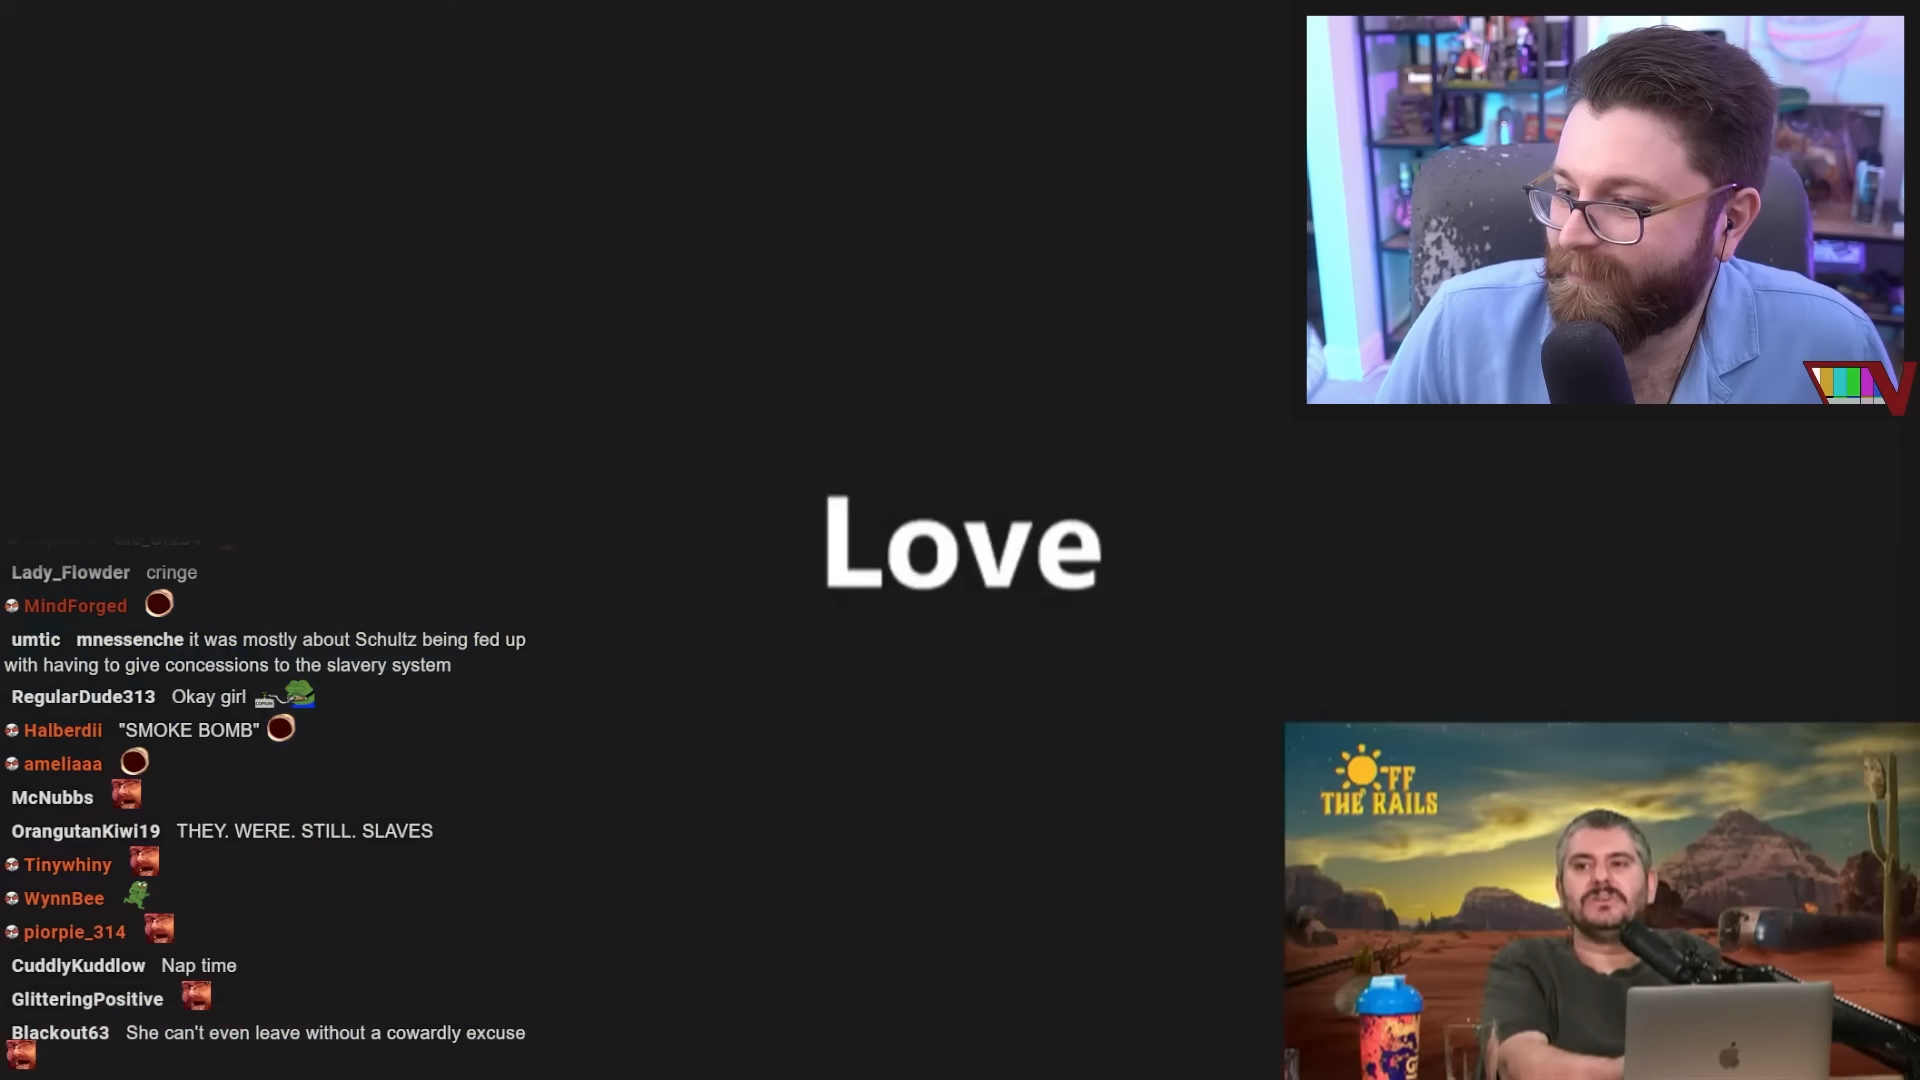 Lady_Flowder cringe
MindForged
umtic mnessenche it was mostly about Schultz being fed up
with having to give concessions to the slavery system
RegularDude313 Okay girl
Halberdii "SMOKE BOMB"
ameliaaa
McNubbs
OrangutanKiwi19 THEY. WERE. STILL. SLAVES
Tinywhiny
WynnBee
piorpie_314
CuddlyKuddlow Nap time
GlitteringPositive
Blackout63 She can't even leave without a cowardly excuse
Love
OFF
THE RAILS